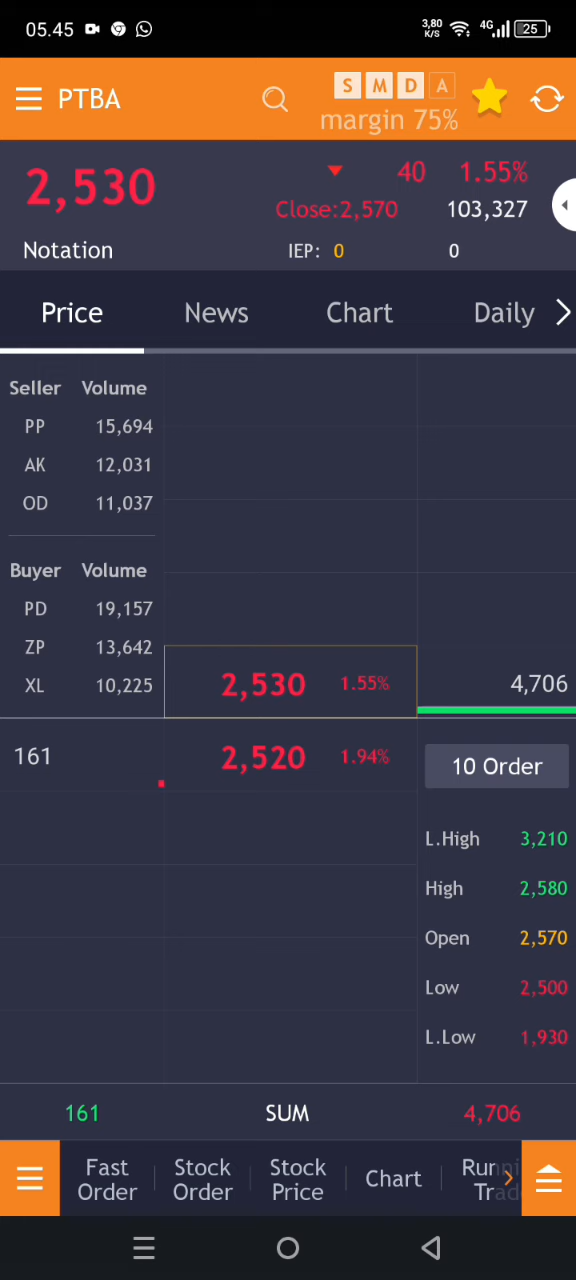 05.45 3,80 K/S 4G 25
PTBA S M D A
margin 75%
2,530 40 1.55%
Close:2,570 103,327
Notation IEP: 0 0
Price News Chart Daily
Seller Volume
PP 15,694
AK 12,031
OD 11,037
Buyer Volume
PD 19,157
ZP 13,642
XL 10,225
2,530 1.55% 4,706
161 2,520 1.94%
10 Order
L.High 3,210
High 2,580
Open 2,570
Low 2,500
L.Low 1,930
161 SUM 4,706
Fast Order
Stock Order
Stock Price
Chart
Runni
Trad